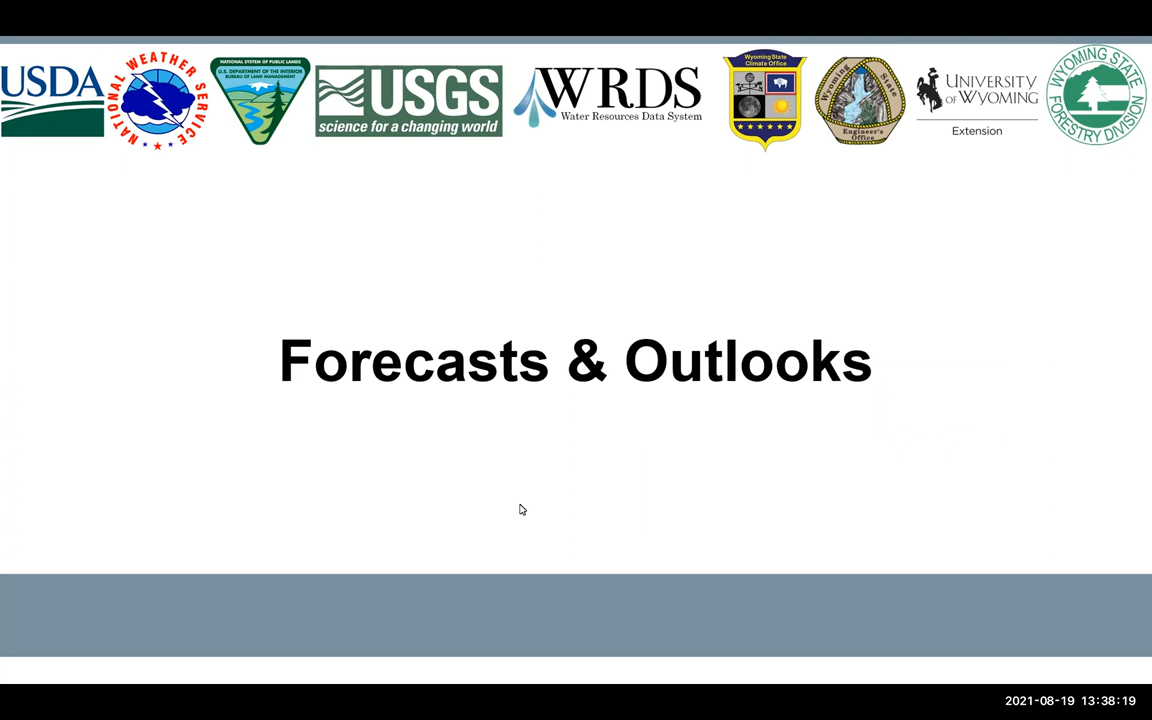 USDA
NATIONAL WEATHER SERVICE
NATIONAL SYSTEM OF PUBLIC LANDS
U.S. DEPARTMENT OF THE INTERIOR
BUREAU OF LAND MANAGEMENT
USGS
science for a changing world
WRDS
Water Resources Data System
Wyoming State
Climate Office
Wyoming State
Engineer's
Office
UNIVERSITY
OF WYOMING
Extension
WYOMING STATE
FORESTRY DIVISION
Forecasts & Outlooks
2021-08-19 13:38:19